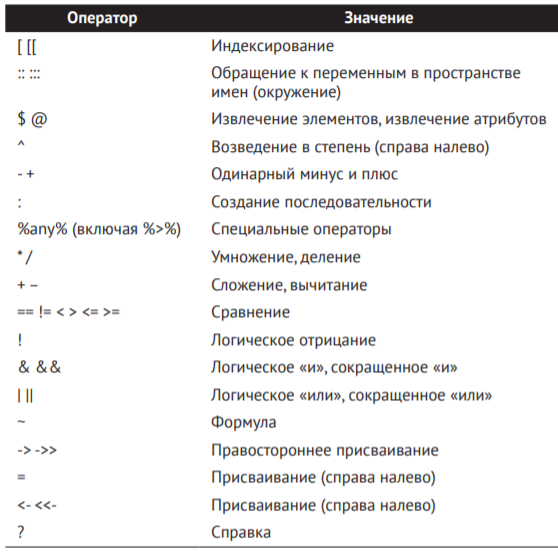 Оператор Значение
[ [[ Индексирование
:: ::: Обращение к переменным в пространстве
имен (окружение)
$ @ Извлечение элементов, извлечение атрибутов
^ Возведение в степень (справа налево)
- + Одинарный минус и плюс
: Создание последовательности
%any% (включая %>%) Специальные операторы
* / Умножение, деление
+ – Сложение, вычитание
== != < > <= >= Сравнение
! Логическое отрицание
& && Логическое «и», сокращенное «и»
| || Логическое «или», сокращенное «или»
~ Формула
-> ->> Правостороннее присваивание
= Присваивание (справа налево)
<- <<- Присваивание (справа налево)
? Справка